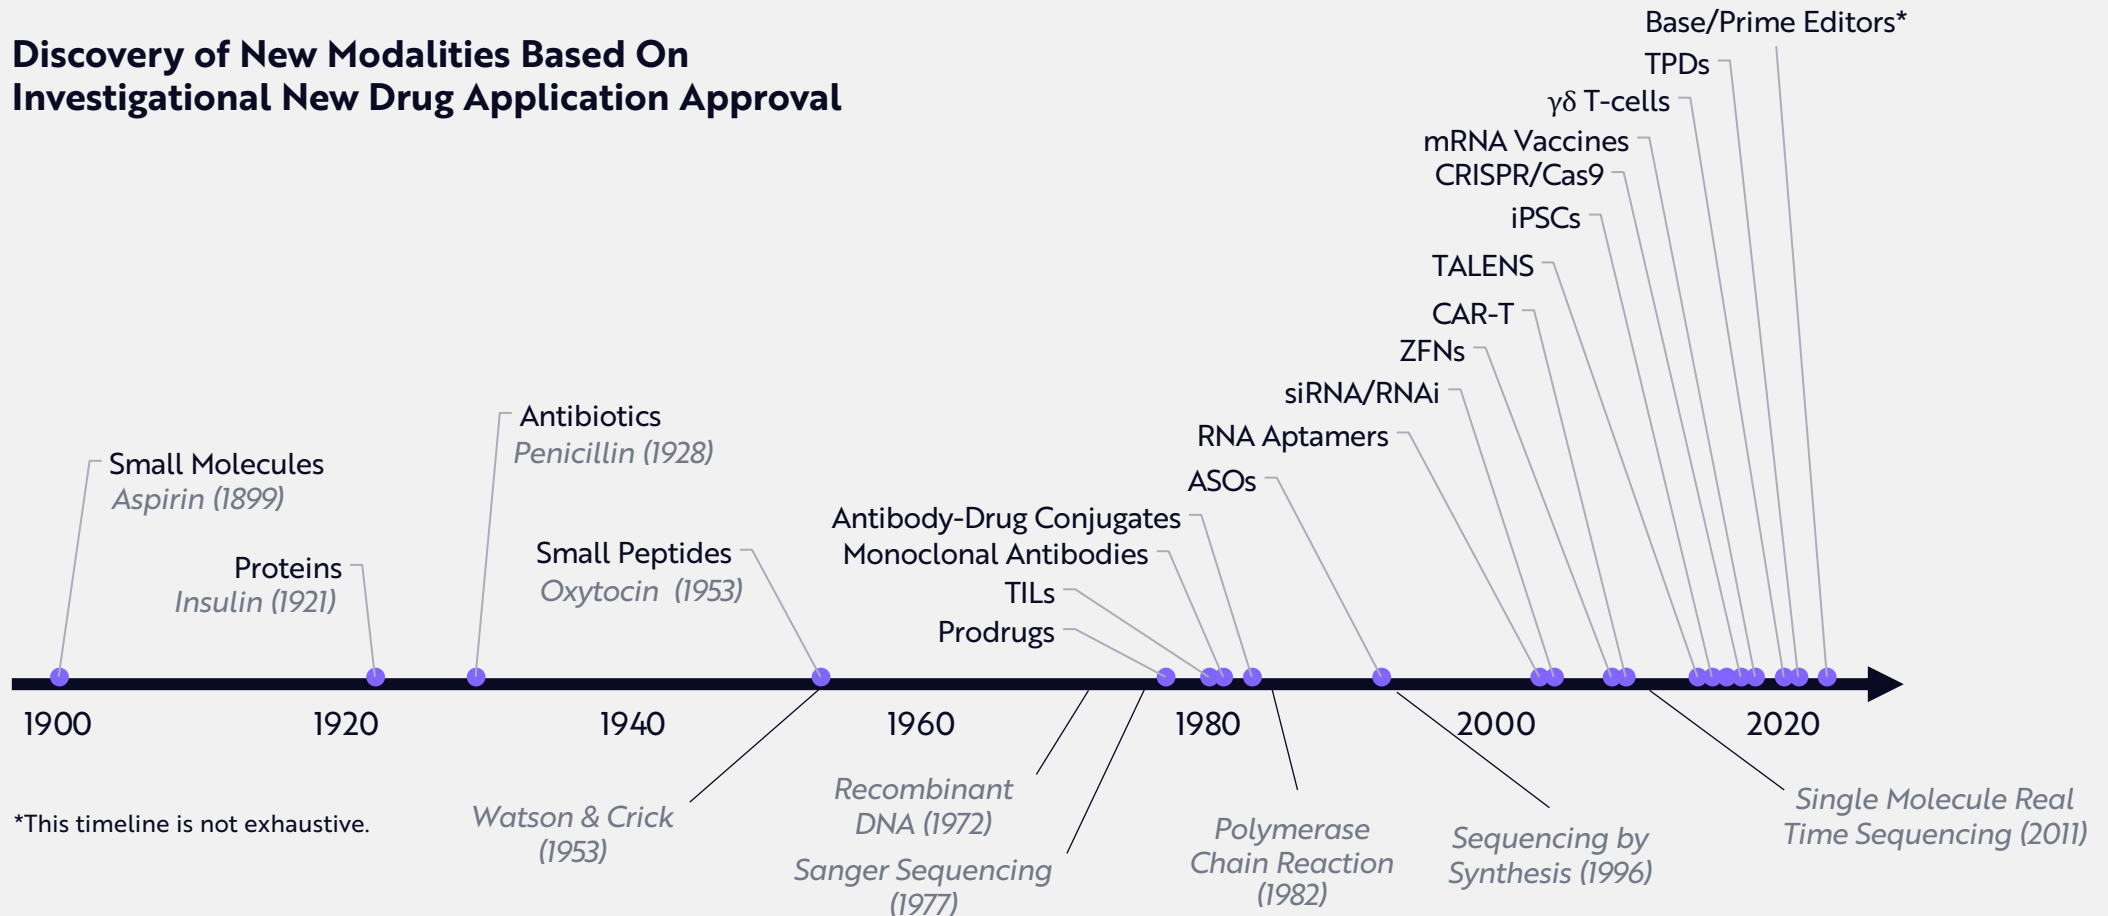 Discovery of New Modalities Based On
Investigational New Drug Application Approval
Base/Prime Editors*
TPDs
γδ T-cells
mRNA Vaccines
CRISPR/Cas9
iPSCs
TALENS
CAR-T
ZFNs
siRNA/RNAi
RNA Aptamers
ASOs
Antibody-Drug Conjugates
Monoclonal Antibodies
TILs
Prodrugs
Antibiotics
Penicillin (1928)
Small Molecules
Aspirin (1899)
Small Peptides
Oxytocin (1953)
Proteins
Insulin (1921)
1900
1920
1940
1960
1980
2000
2020
Watson & Crick
(1953)
Recombinant
DNA (1972)
Sanger Sequencing
(1977)
Polymerase
Chain Reaction
(1982)
Sequencing by
Synthesis (1996)
Single Molecule Real
Time Sequencing (2011)
*This timeline is not exhaustive.